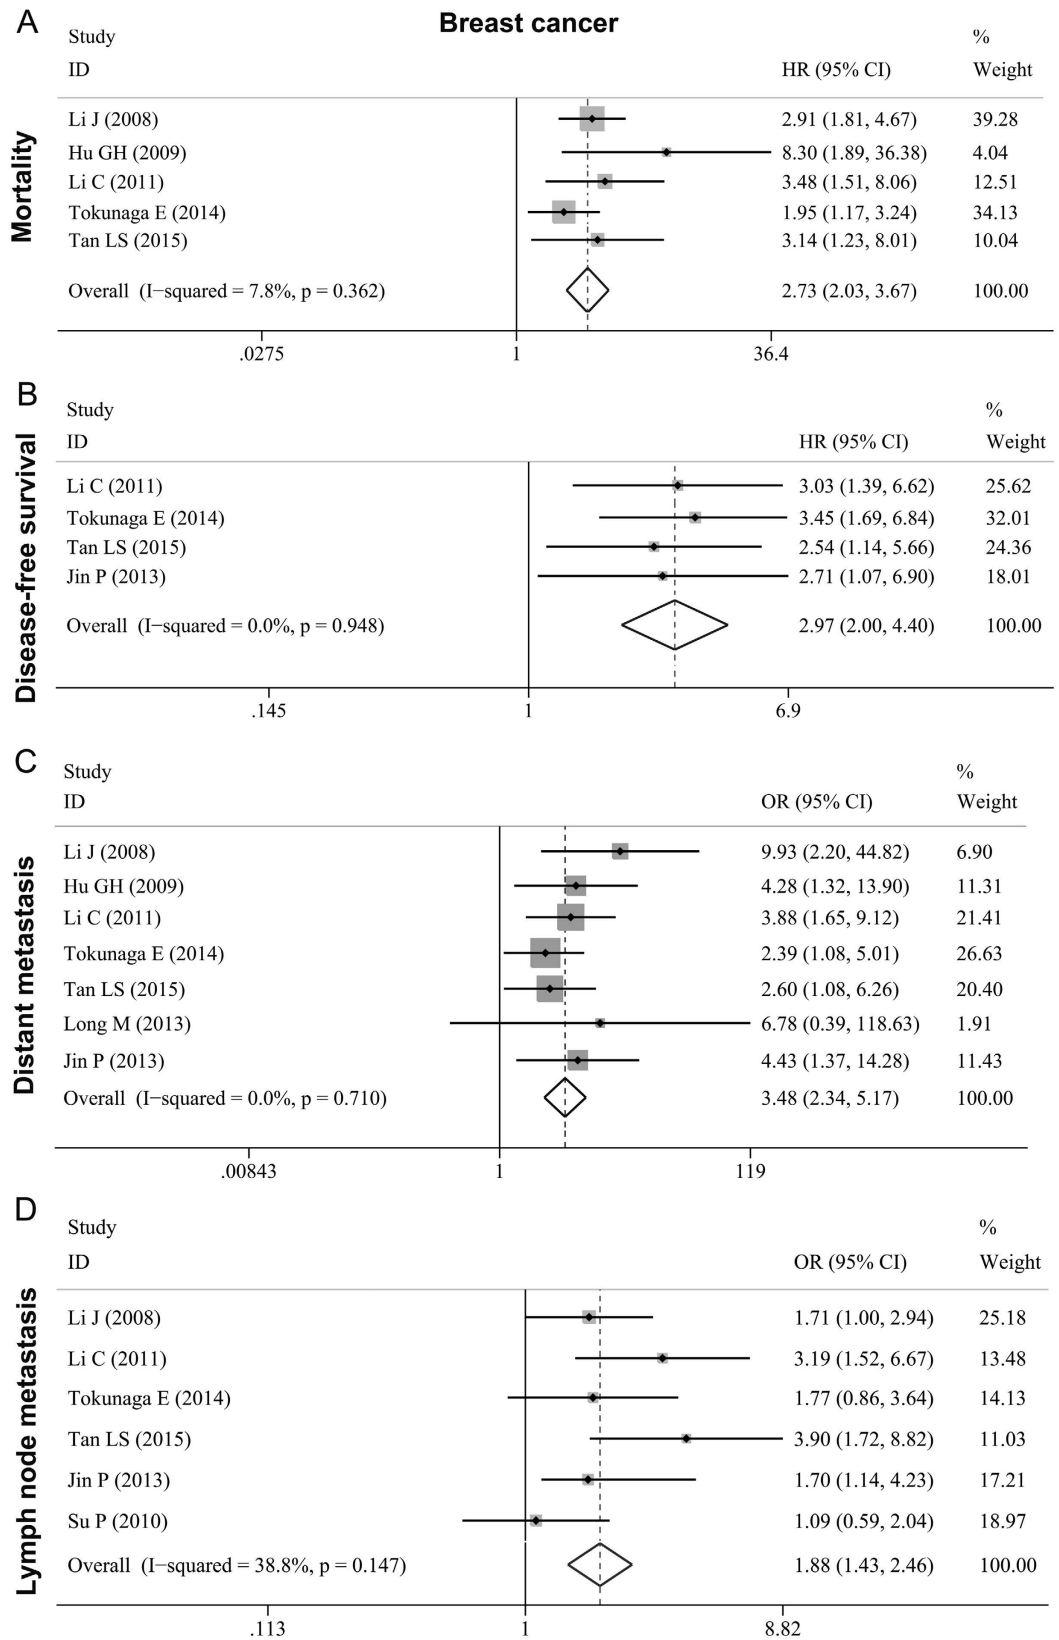 A
Breast cancer
Study %
ID HR (95% CI) Weight
Mortality
Li J (2008) 2.91 (1.81, 4.67) 39.28
Hu GH (2009) 8.30 (1.89, 36.38) 4.04
Li C (2011) 3.48 (1.51, 8.06) 12.51
Tokunaga E (2014) 1.95 (1.17, 3.24) 34.13
Tan LS (2015) 3.14 (1.23, 8.01) 10.04
Overall (I−squared = 7.8%, p = 0.362) 2.73 (2.03, 3.67) 100.00
.0275 1 36.4
B
Study %
ID HR (95% CI) Weight
Disease-free survival
Li C (2011) 3.03 (1.39, 6.62) 25.62
Tokunaga E (2014) 3.45 (1.69, 6.84) 32.01
Tan LS (2015) 2.54 (1.14, 5.66) 24.36
Jin P (2013) 2.71 (1.07, 6.90) 18.01
Overall (I−squared = 0.0%, p = 0.948) 2.97 (2.00, 4.40) 100.00
.145 1 6.9
C
Study %
ID OR (95% CI) Weight
Distant metastasis
Li J (2008) 9.93 (2.20, 44.82) 6.90
Hu GH (2009) 4.28 (1.32, 13.90) 11.31
Li C (2011) 3.88 (1.65, 9.12) 21.41
Tokunaga E (2014) 2.39 (1.08, 5.01) 26.63
Tan LS (2015) 2.60 (1.08, 6.26) 20.40
Long M (2013) 6.78 (0.39, 118.63) 1.91
Jin P (2013) 4.43 (1.37, 14.28) 11.43
Overall (I−squared = 0.0%, p = 0.710) 3.48 (2.34, 5.17) 100.00
.00843 1 119
D
Study %
ID OR (95% CI) Weight
Lymph node metastasis
Li J (2008) 1.71 (1.00, 2.94) 25.18
Li C (2011) 3.19 (1.52, 6.67) 13.48
Tokunaga E (2014) 1.77 (0.86, 3.64) 14.13
Tan LS (2015) 3.90 (1.72, 8.82) 11.03
Jin P (2013) 1.70 (1.14, 4.23) 17.21
Su P (2010) 1.09 (0.59, 2.04) 18.97
Overall (I−squared = 38.8%, p = 0.147) 1.88 (1.43, 2.46) 100.00
.113 1 8.82